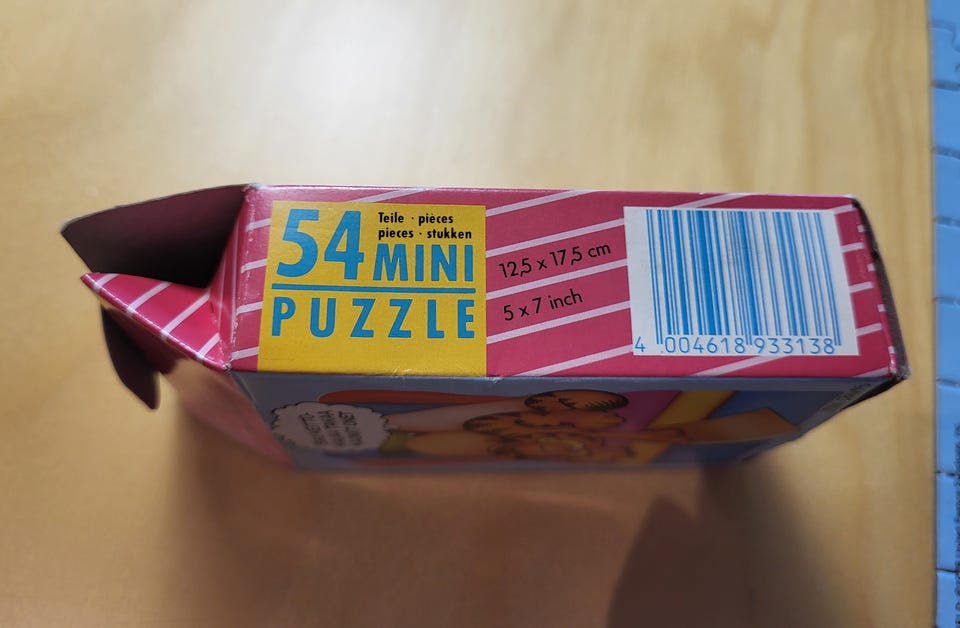 54
Teile · pièces
pieces · stukken
MINI
PUZZLE
12,5 x 17,5 cm
5 x 7 inch
4 004618 933138